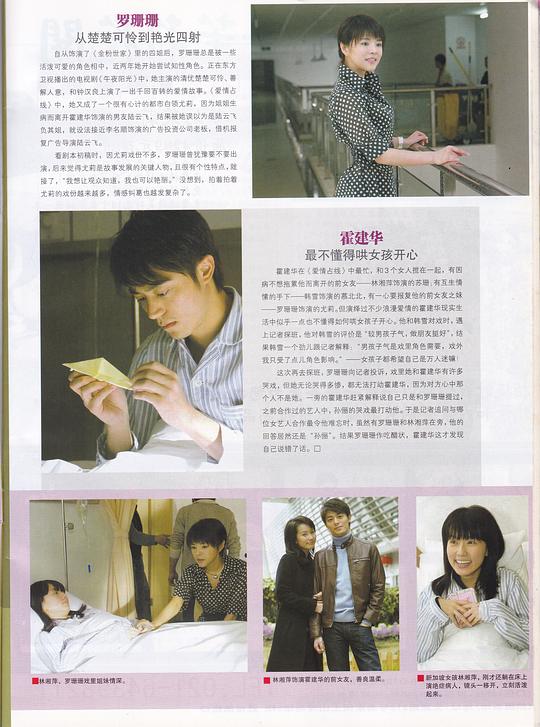 罗珊珊
从楚楚可怜到艳光四射
自从饰演了《金粉世家》里的四姐后，罗珊珊总是被一些
活泼可爱的角色相中，近两年她开始尝试知性角色。正在东方
卫视播出的电视剧《午夜阳光》中，她主演的清优楚楚可怜、善
解人意，和钟汉良上演了一出千回百转的爱情故事。《爱情占
线》中，她又成了一个很有心计的都市白领尤莉，因为姐姐生
病而离开霍建华饰演的男友陆云飞，结果被她误以为是陆云飞
负其姐，就设法接近李名顺饰演的广告投资公司老板，借机报
复广告导演陆云飞。
看剧本初稿时，因尤莉戏份不多，罗珊珊曾犹豫要不要出
演，后来觉得尤莉是故事发展的关键人物，且很有个性特点，就
接了，“我想让观众知道，我也可以艳丽。”没想到，拍着拍着
尤莉的戏份越来越多，情感纠葛也越发复杂了。
霍建华
最不懂得哄女孩开心
霍建华在《爱情占线》中最忙，和3个女人搅在一起，有因
病不想拖累他而离开的前女友——林湘萍饰演的苏珊；有互生情
愫的手下——韩雪饰演的慕北北，有一心要报复他的前女友之妹
——罗珊珊饰演的尤莉。但演绎过不少浪漫爱情的霍建华现实生
活中似乎一点也不懂得如何哄女孩子开心。他和韩雪对戏时，遇
上记者探班，他对韩雪的评价是“较男孩子气，做朋友挺好”，结
果韩雪一个劲儿跟记者解释：“男孩子气是戏里角色需要，戏外
我只受了点儿角色影响。”——女孩子都希望自己是万人迷嘛！
这次再去探班，罗珊珊向记者投诉，戏里她和霍建华有许多
哭戏，但她无论哭得多惨，都无法打动霍建华，因为对方心中那
个人不是她。一旁的霍建华赶紧解释说自己只是和罗珊珊提过，
之前合作过的艺人中，孙俪的哭戏最打动他。于是记者追问与哪
位女艺人合作最令他难忘时，虽然有罗珊珊和林湘萍在旁，他的
回答居然还是“孙俪”。结果罗珊珊作吃醋状，霍建华这才发现
自己说错了话。□
■林湘萍、罗珊珊戏里姐妹情深。
■林湘萍饰演霍建华的前女友，善良温柔。
■新加坡女孩林湘萍，刚才还躺在床上
演绝症病人，镜头一移开，立刻活泼
起来。